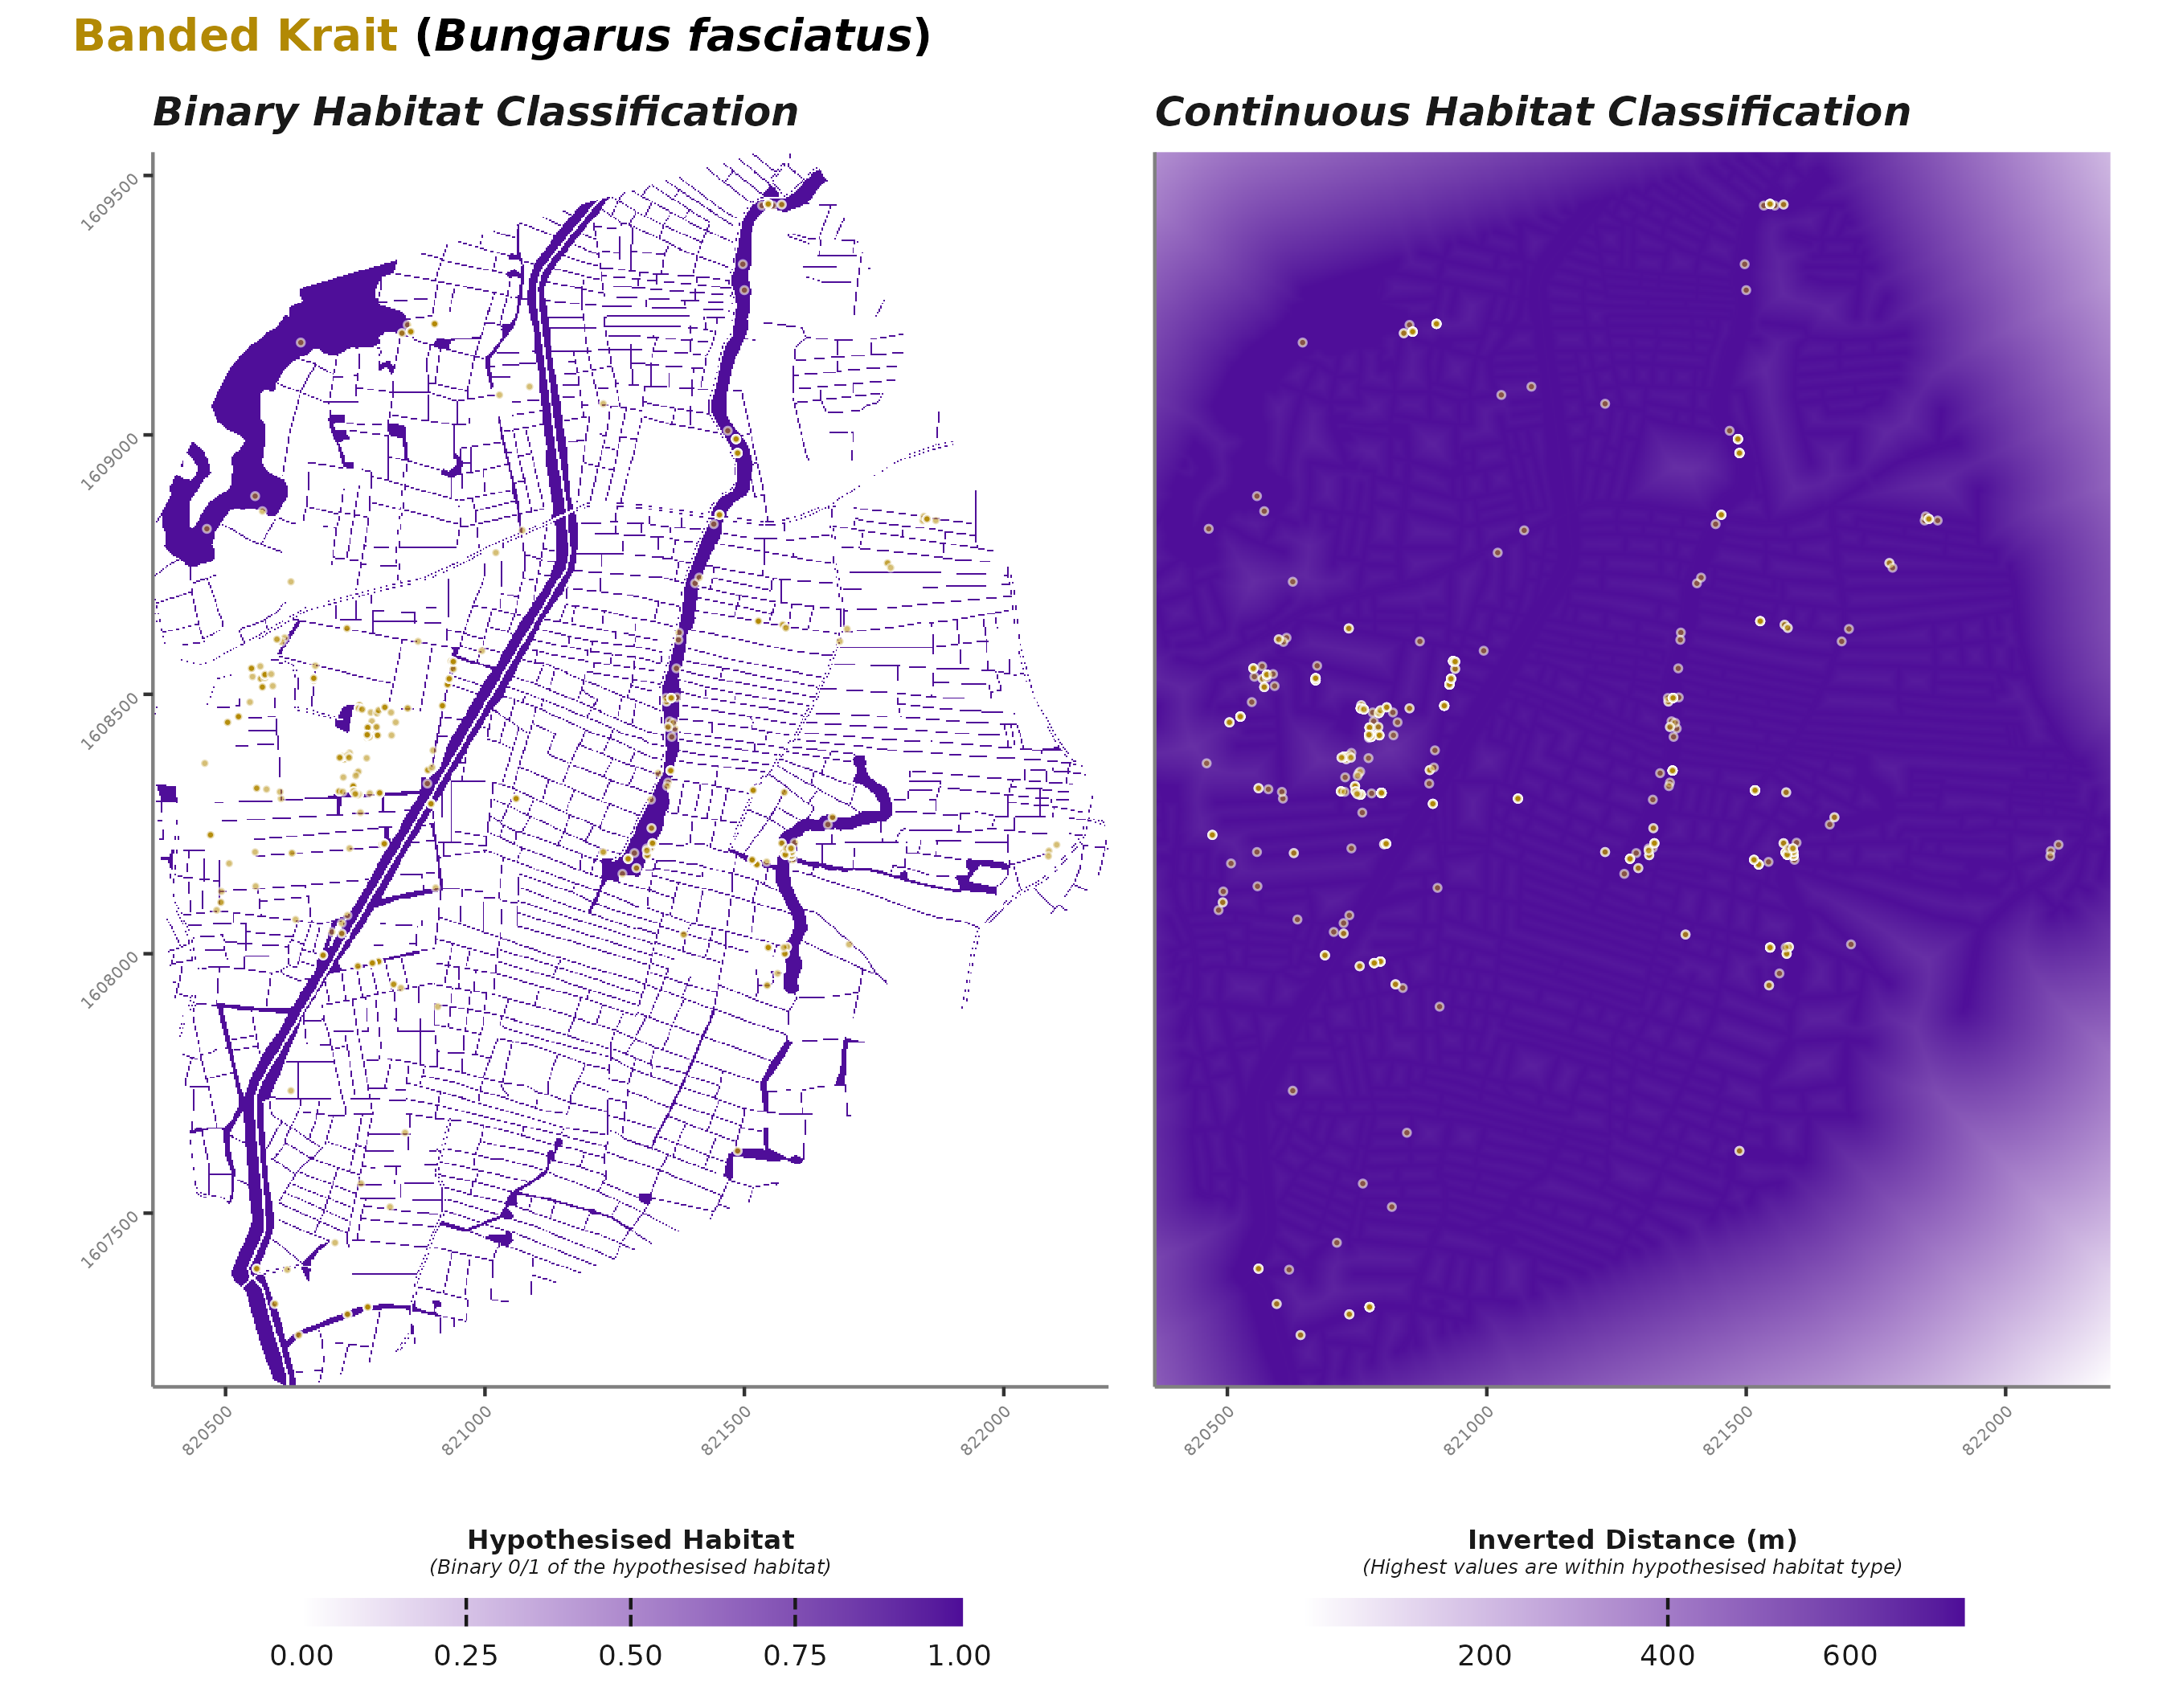 Banded Krait (Bungarus fasciatus)
Binary Habitat Classification
Continuous Habitat Classification
1609500
1609000
1608500
1608000
1607500
820500
821000
821500
822000
820500
821000
821500
822000
Hypothesised Habitat
(Binary 0/1 of the hypothesised habitat)
0.00 0.25 0.50 0.75 1.00
Inverted Distance (m)
(Highest values are within hypothesised habitat type)
200 400 600